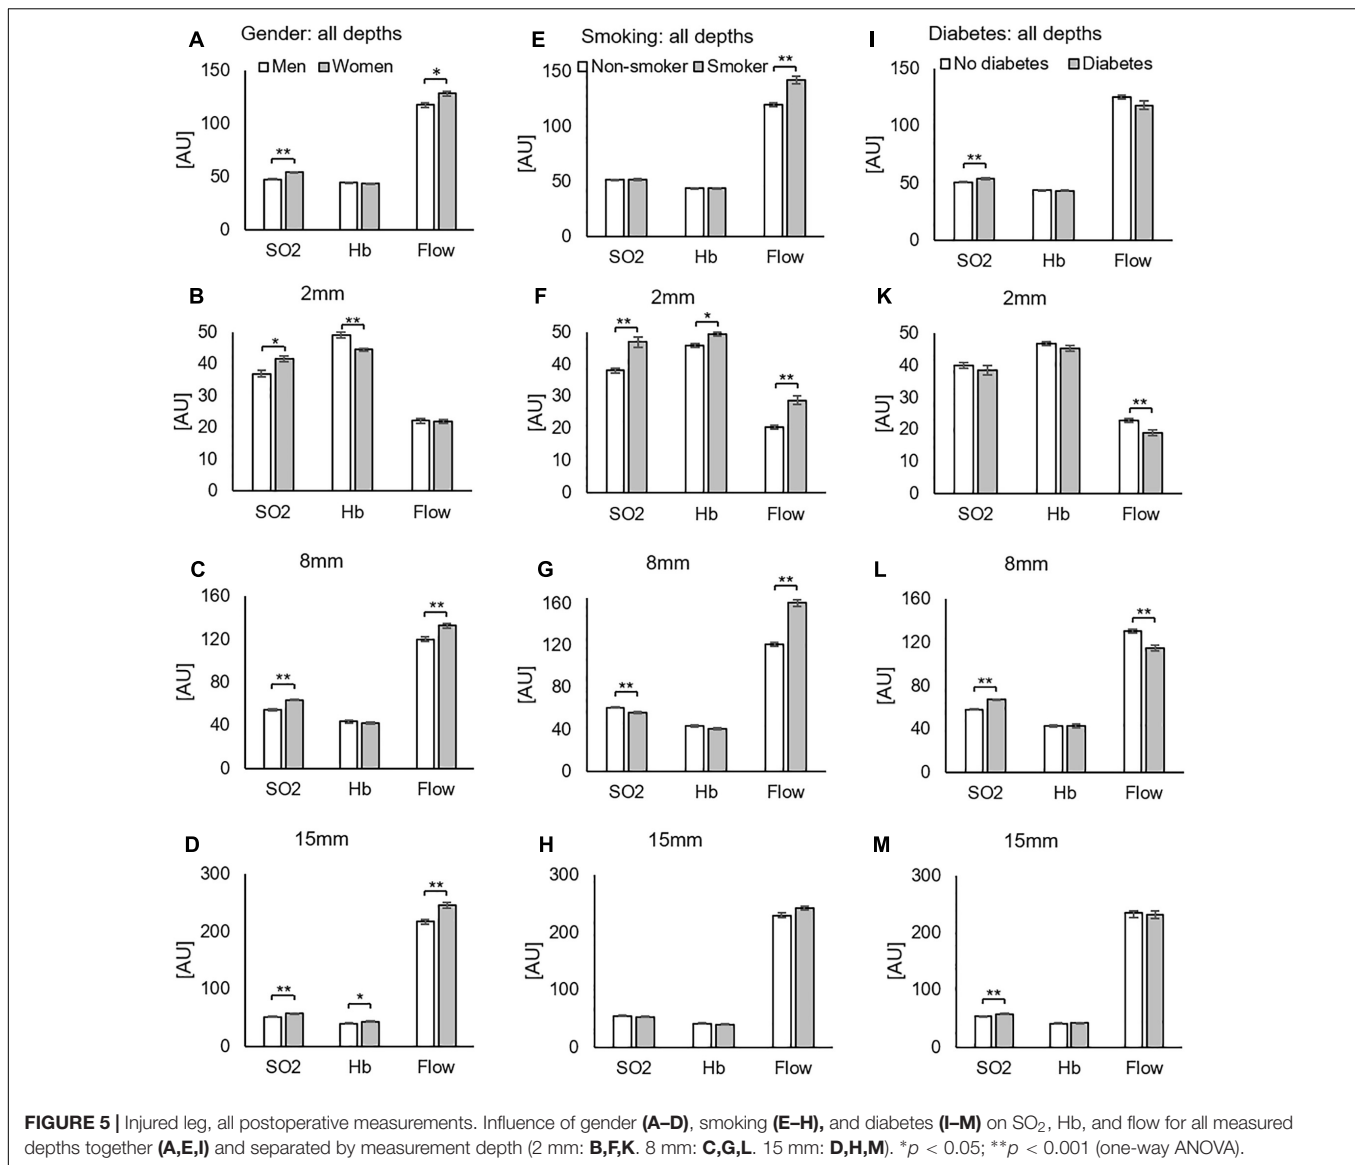 A Gender: all depths
Men Women
150
100
50
0
[AU]
** *
SO2 Hb Flow
E Smoking: all depths
Non-smoker Smoker
150
100
50
0
[AU]
**
SO2 Hb Flow
I Diabetes: all depths
No diabetes Diabetes
150
100
50
0
[AU]
**
SO2 Hb Flow
B 2mm
50
40
30
20
10
0
[AU]
* **
SO2 Hb Flow
F 2mm
50
40
30
20
10
0
[AU]
** * **
SO2 Hb Flow
K 2mm
50
40
30
20
10
0
[AU]
**
SO2 Hb Flow
C 8mm
160
120
80
40
0
[AU]
** **
SO2 Hb Flow
G 8mm
160
120
80
40
0
[AU]
** **
SO2 Hb Flow
L 8mm
160
120
80
40
0
[AU]
** **
SO2 Hb Flow
D 15mm
300
200
100
0
[AU]
** * **
SO2 Hb Flow
H 15mm
300
200
100
0
[AU]
SO2 Hb Flow
M 15mm
300
200
100
0
[AU]
**
SO2 Hb Flow
FIGURE 5 | Injured leg, all postoperative measurements. Influence of gender (A–D), smoking (E–H), and diabetes (I–M) on SO₂, Hb, and flow for all measured
depths together (A,E,I) and separated by measurement depth (2 mm: B,F,K. 8 mm: C,G,L. 15 mm: D,H,M). *p < 0.05; **p < 0.001 (one-way ANOVA).